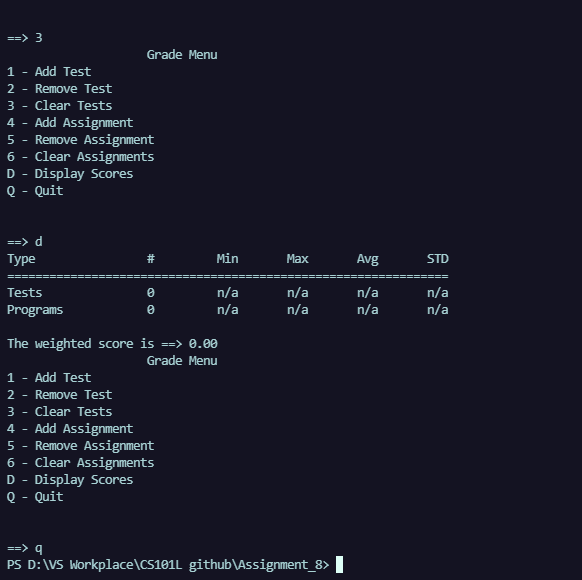 ==> 3
Grade Menu
1 - Add Test
2 - Remove Test
3 - Clear Tests
4 - Add Assignment
5 - Remove Assignment
6 - Clear Assignments
D - Display Scores
Q - Quit
==> d
Type # Min Max Avg STD
===============================================================
Tests 0 n/a n/a n/a n/a
Programs 0 n/a n/a n/a n/a
The weighted score is ==> 0.00
Grade Menu
1 - Add Test
2 - Remove Test
3 - Clear Tests
4 - Add Assignment
5 - Remove Assignment
6 - Clear Assignments
D - Display Scores
Q - Quit
==> q
PS D:\VS Workplace\CS101L github\Assignment_8>